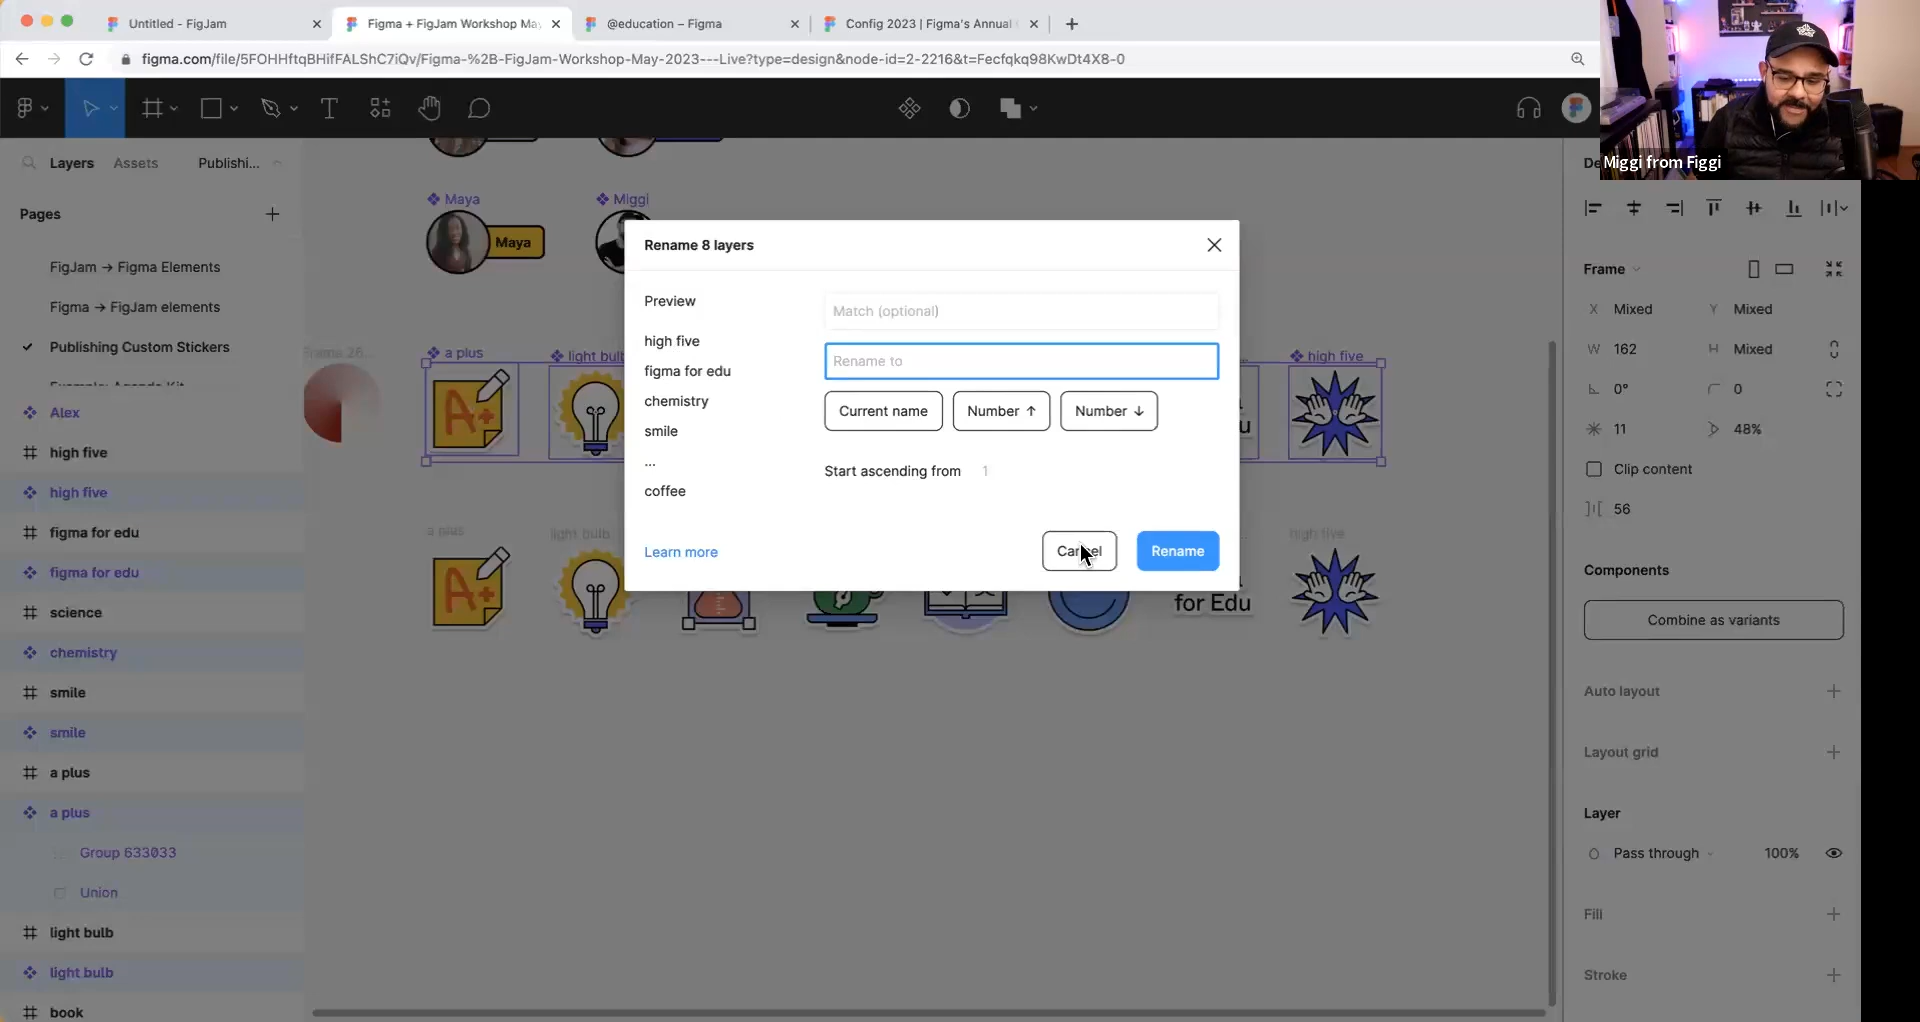 Untitled - FigJam
Figma + FigJam Workshop May
@education – Figma
Config 2023 | Figma's Annual
figma.com/file/5FOHHftqBHifFALShC7iQv/Figma-%2B-FigJam-Workshop-May-2023---Live?type=design&node-id=2-2216&t=Fecfqkq98KwDt4X8-0
Miggi from Figgi
Layers
Assets
Publishi...
Pages
FigJam → Figma Elements
Figma → FigJam elements
Publishing Custom Stickers
Example: Agenda Kit
Alex
high five
high five
figma for edu
figma for edu
science
chemistry
smile
smile
a plus
a plus
Group 633033
Union
light bulb
light bulb
book
Maya
Miggi
Maya
Frame 26...
a plus
light bulb
high five
A+
a plus
light bulb
high five
A+
for Edu
Rename 8 layers
Preview
high five
figma for edu
chemistry
smile
...
coffee
Match (optional)
Rename to
Current name
Number ↑
Number ↓
Start ascending from 1
Learn more
Cancel
Rename
De
Frame
X Mixed
Y Mixed
W 162
H Mixed
0°
0
11
48%
Clip content
56
Components
Combine as variants
Auto layout
Layout grid
Layer
Pass through
100%
Fill
Stroke